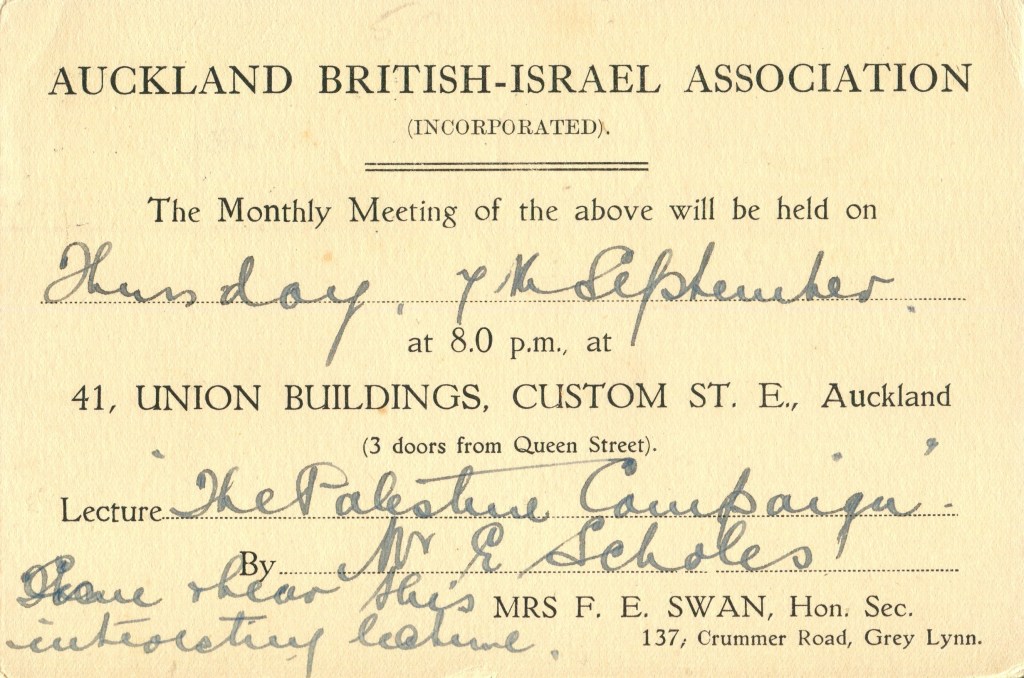 AUCKLAND BRITISH-ISRAEL ASSOCIATION
(INCORPORATED).
The Monthly Meeting of the above will be held on
Thursday, 7th September.
at 8.0 p.m., at
41, UNION BUILDINGS, CUSTOM ST. E., Auckland
(3 doors from Queen Street).
Lecture "The Palestine Campaign".
By Mr E Scholes
hear this
interesting lecture.
MRS F. E. SWAN, Hon. Sec.
137, Crummer Road, Grey Lynn.